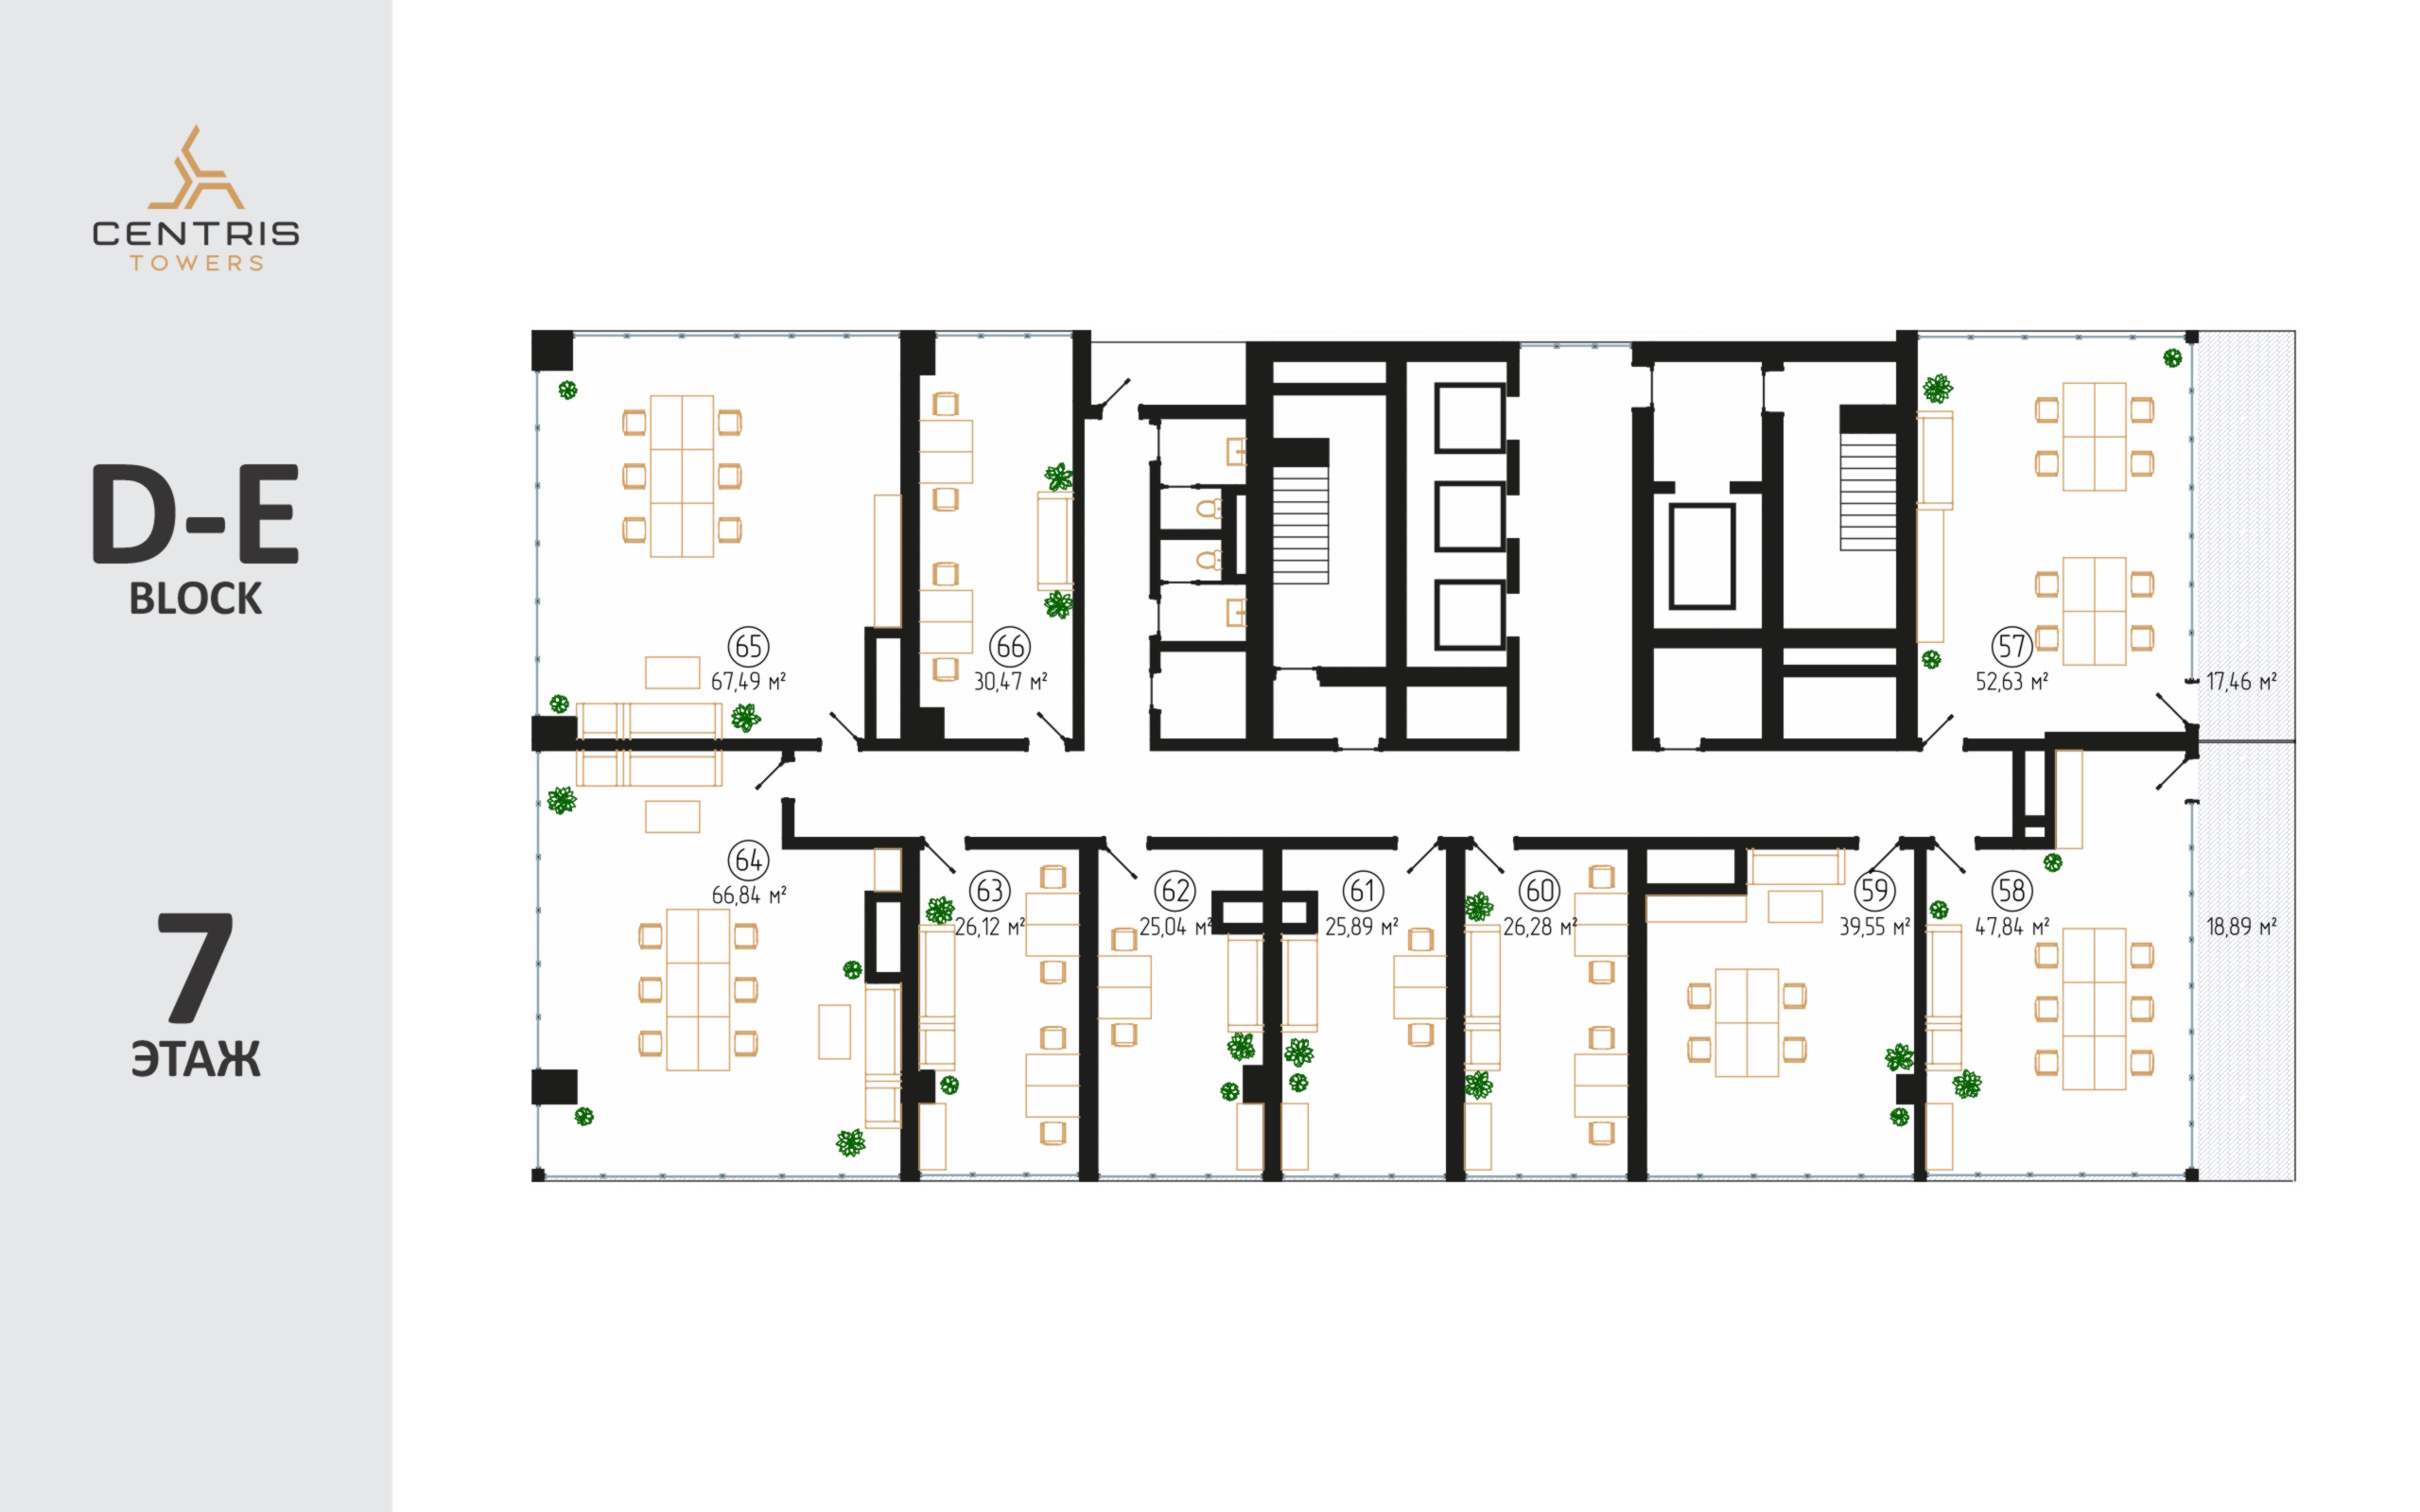 CENTRIS
TOWERS
D-E
BLOCK
7
ЭТАЖ
65
67,49 м²
66
30,47 м²
57
52,63 м²
17,46 м²
64
66,84 м²
63
26,12 м²
62
25,04 м²
61
25,89 м²
60
26,28 м²
59
39,55 м²
58
47,84 м²
18,89 м²